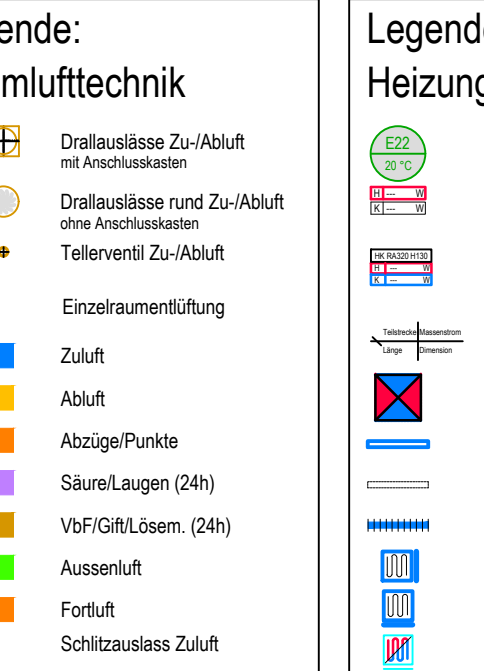 ende:
mlufttechnik
Drallauslässe Zu-/Abluft
mit Anschlusskasten
Drallauslässe rund Zu-/Abluft
ohne Anschlusskasten
Tellerventil Zu-/Abluft
Einzelraumentlüftung
Zuluft
Abluft
Abzüge/Punkte
Säure/Laugen (24h)
VbF/Gift/Lösem. (24h)
Aussenluft
Fortluft
Schlitzauslass Zuluft
Legende
Heizung
E22
20 °C
H --- W
K --- W
HK RA320 H130
H --- W
K --- W
Teilstrecke Massenstrom
Länge Dimension